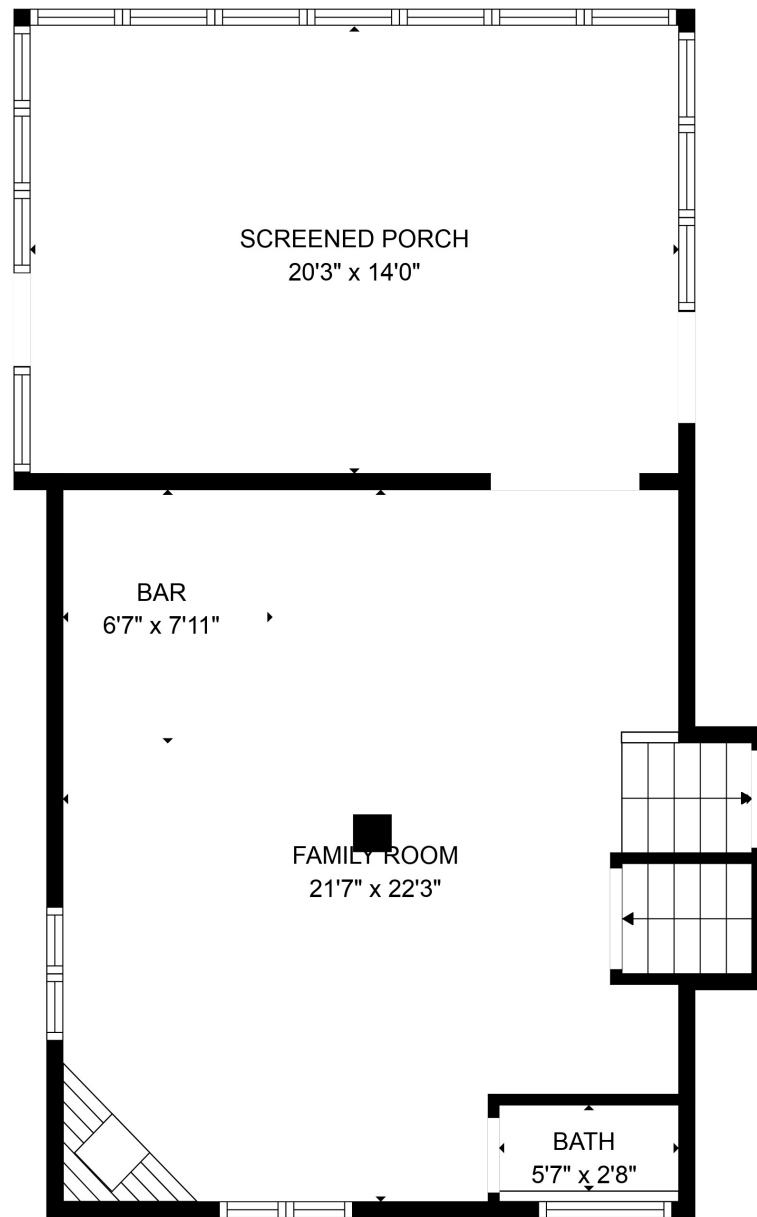 SCREENED PORCH
20'3" x 14'0"
BAR
6'7" x 7'11"
FAMILY ROOM
21'7" x 22'3"
BATH
5'7" x 2'8"